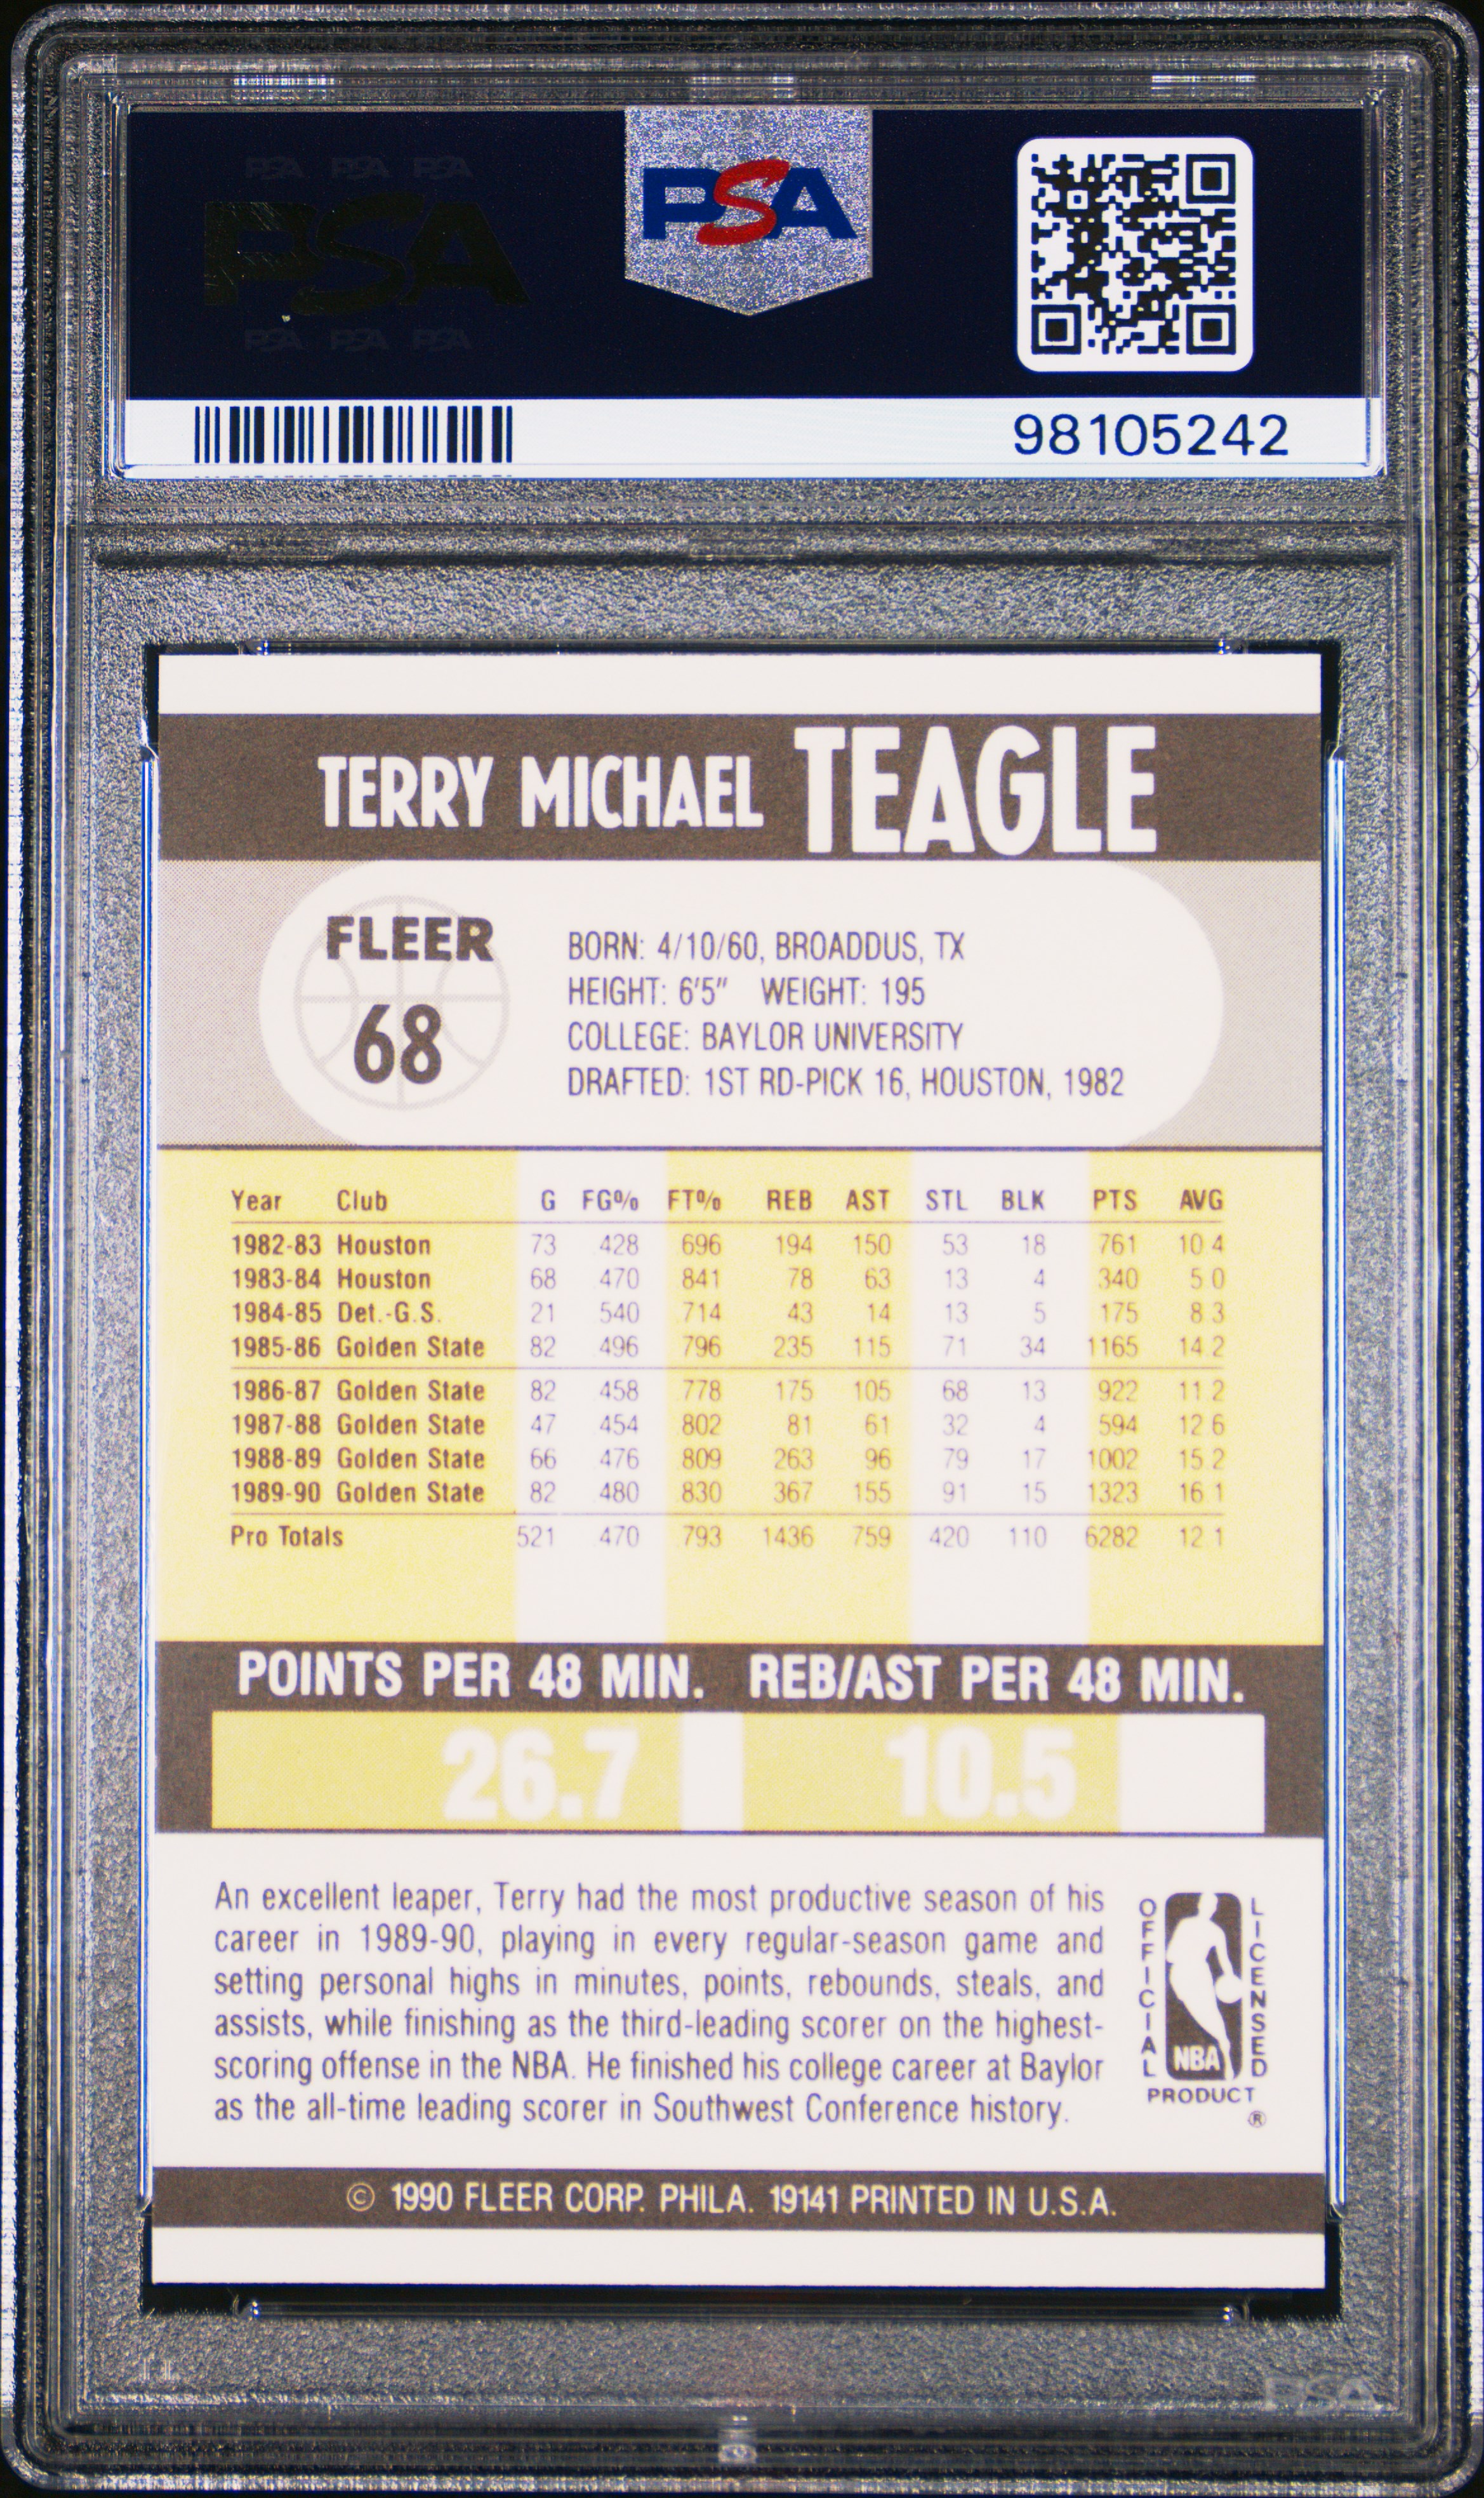 PSA PSA PSA
PSA
PSA PSA PSA
PSA
98105242
TERRY MICHAEL TEAGLE
FLEER
68
BORN: 4/10/60, BROADDUS, TX
HEIGHT: 6'5" WEIGHT: 195
COLLEGE: BAYLOR UNIVERSITY
DRAFTED: 1ST RD-PICK 16, HOUSTON, 1982
Year Club G FG% FT% REB AST STL BLK PTS AVG
1982-83 Houston 73 .428 .696 194 150 53 18 761 10.4
1983-84 Houston 68 .470 .841 78 63 13 4 340 5.0
1984-85 Det.-G.S. 21 .540 .714 43 14 13 5 175 8.3
1985-86 Golden State 82 .496 .796 235 115 71 34 1165 14.2
1986-87 Golden State 82 .458 .778 175 105 68 13 922 11.2
1987-88 Golden State 47 .454 .802 81 61 32 4 594 12.6
1988-89 Golden State 66 .476 .809 263 96 79 17 1002 15.2
1989-90 Golden State 82 .480 .830 367 155 91 15 1323 16.1
Pro Totals 521 .470 .793 1436 759 420 110 6282 12.1
POINTS PER 48 MIN. REB/AST PER 48 MIN.
26.7 10.5
An excellent leaper, Terry had the most productive season of his
career in 1989-90, playing in every regular-season game and
setting personal highs in minutes, points, rebounds, steals, and
assists, while finishing as the third-leading scorer on the highest-
scoring offense in the NBA. He finished his college career at Baylor
as the all-time leading scorer in Southwest Conference history.
OFFICIAL
NBA
LICENSED
PRODUCT
®
© 1990 FLEER CORP. PHILA. 19141 PRINTED IN U.S.A.
PSA